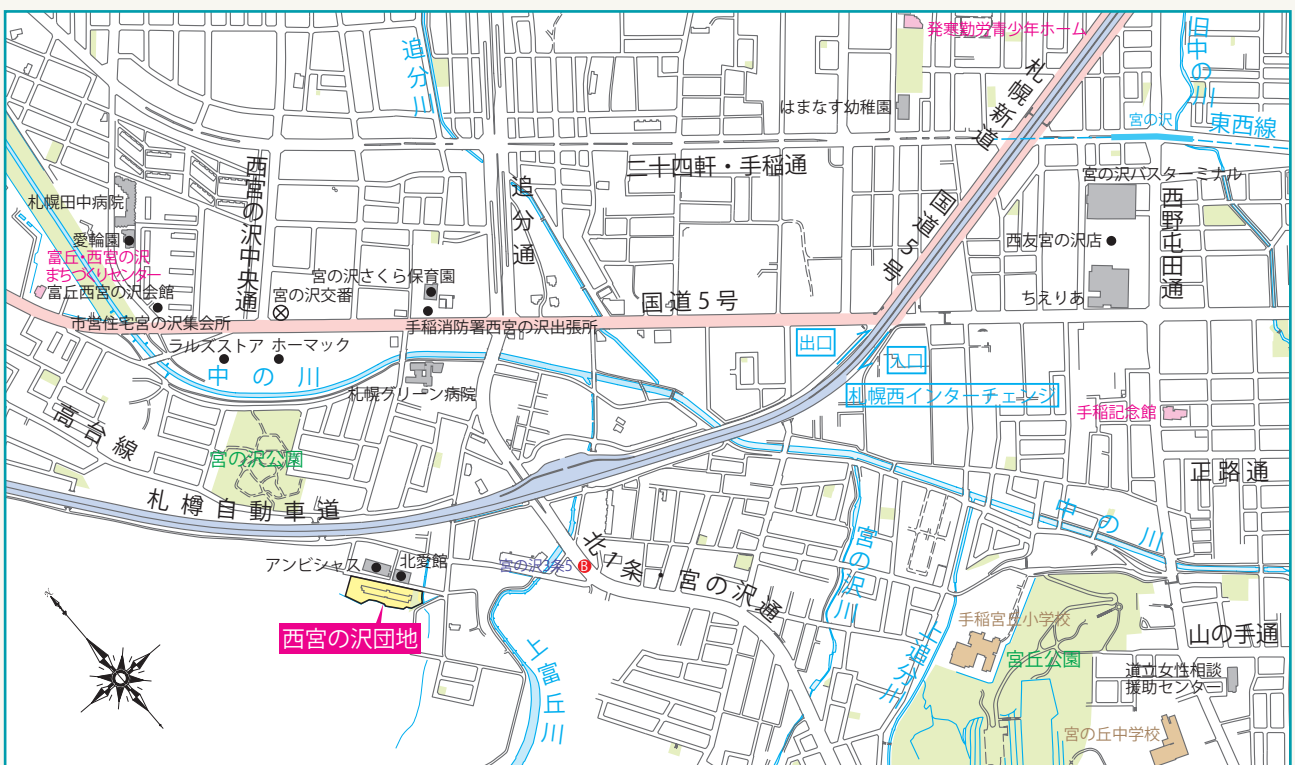 発寒勤労青少年ホーム
追分川
札幌新道
旧中の川
はまなす幼稚園
宮の沢
東西線
二十四軒・手稲通
西宮の沢中央通
追分通
宮の沢バスターミナル
札幌田中病院
西野屯田通
国道5号
愛輪園
西友宮の沢店
富丘・西宮の沢
まちづくりセンター
宮の沢さくら保育園
富丘西宮の沢会館
宮の沢交番
国道5号
ちえりあ
市営住宅宮の沢集会所
手稲消防署西宮の沢出張所
ラルズストア
ホーマック
出口
入口
中の川
札幌グリーン病院
札幌西インターチェンジ
手稲記念館
高台線
宮の沢公園
正路通
札樽自動車道
中の川
アンビシャス
北愛館
宮の沢3条5
B
北7条・宮の沢通
宮の沢川
西宮の沢団地
上富丘川
上追分川
手稲宮丘小学校
宮丘公園
山の手通
道立女性相談
援助センター
宮の丘中学校